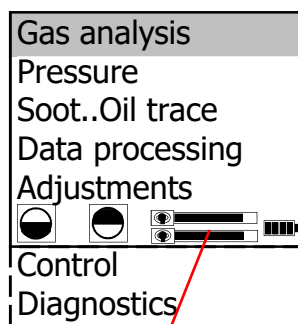 Gas analysis
Pressure
Soot..Oil trace
Data processing
Adjustments
Control
Diagnostics